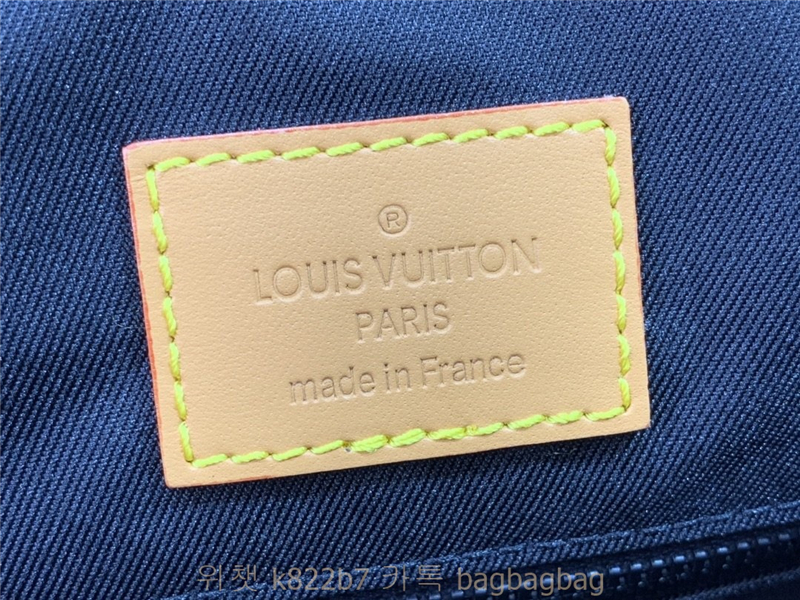 ®
LOUIS VUITTON
PARIS
made in France
위챗 k822b7 카톡 bagbagbag